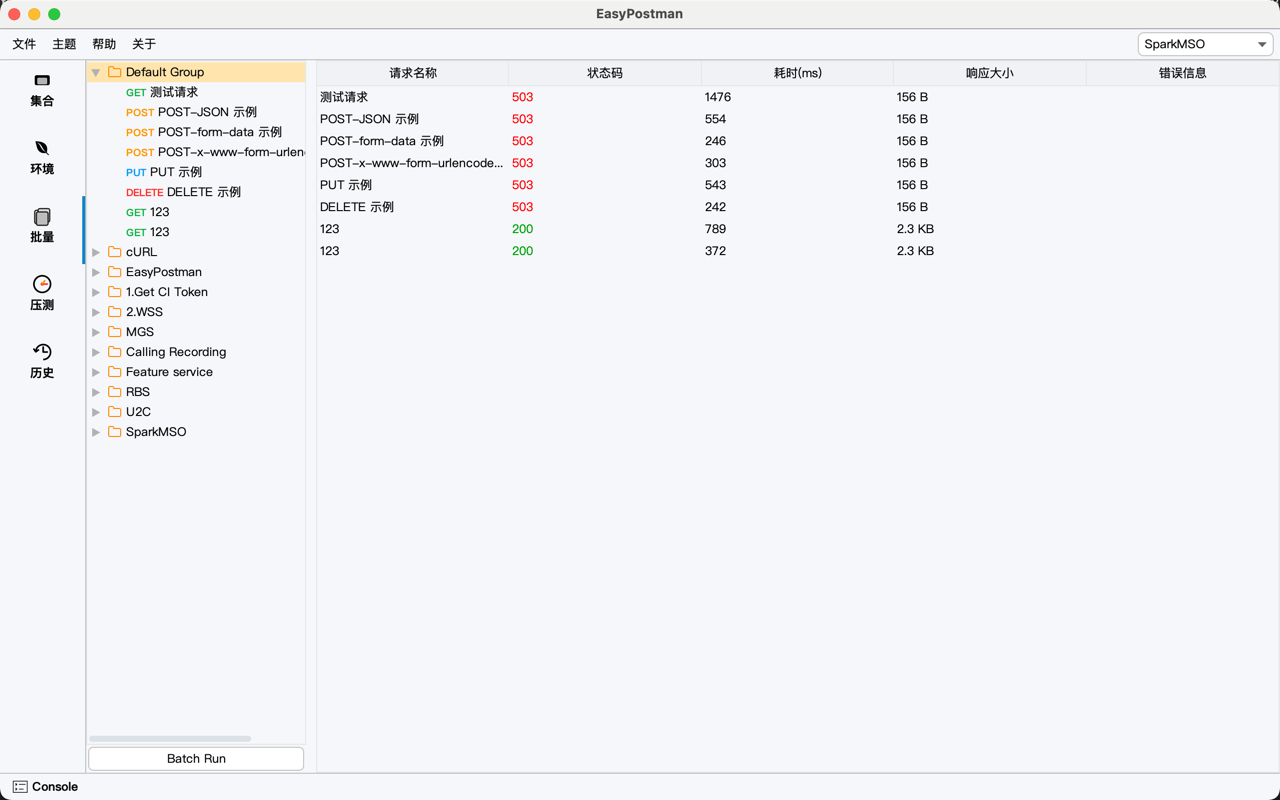 EasyPostman
文件 主题 帮助 关于 SparkMSO
集合
环境
批量
压测
历史
Default Group
GET 测试请求
POST POST-JSON 示例
POST POST-form-data 示例
POST POST-x-www-form-urlen
PUT PUT 示例
DELETE DELETE 示例
GET 123
GET 123
cURL
EasyPostman
1.Get CI Token
2.WSS
MGS
Calling Recording
Feature service
RBS
U2C
SparkMSO
Batch Run
请求名称 状态码 耗时(ms) 响应大小 错误信息
测试请求 503 1476 156 B
POST-JSON 示例 503 554 156 B
POST-form-data 示例 503 246 156 B
POST-x-www-form-urlencode... 503 303 156 B
PUT 示例 503 543 156 B
DELETE 示例 503 242 156 B
123 200 789 2.3 KB
123 200 372 2.3 KB
Console